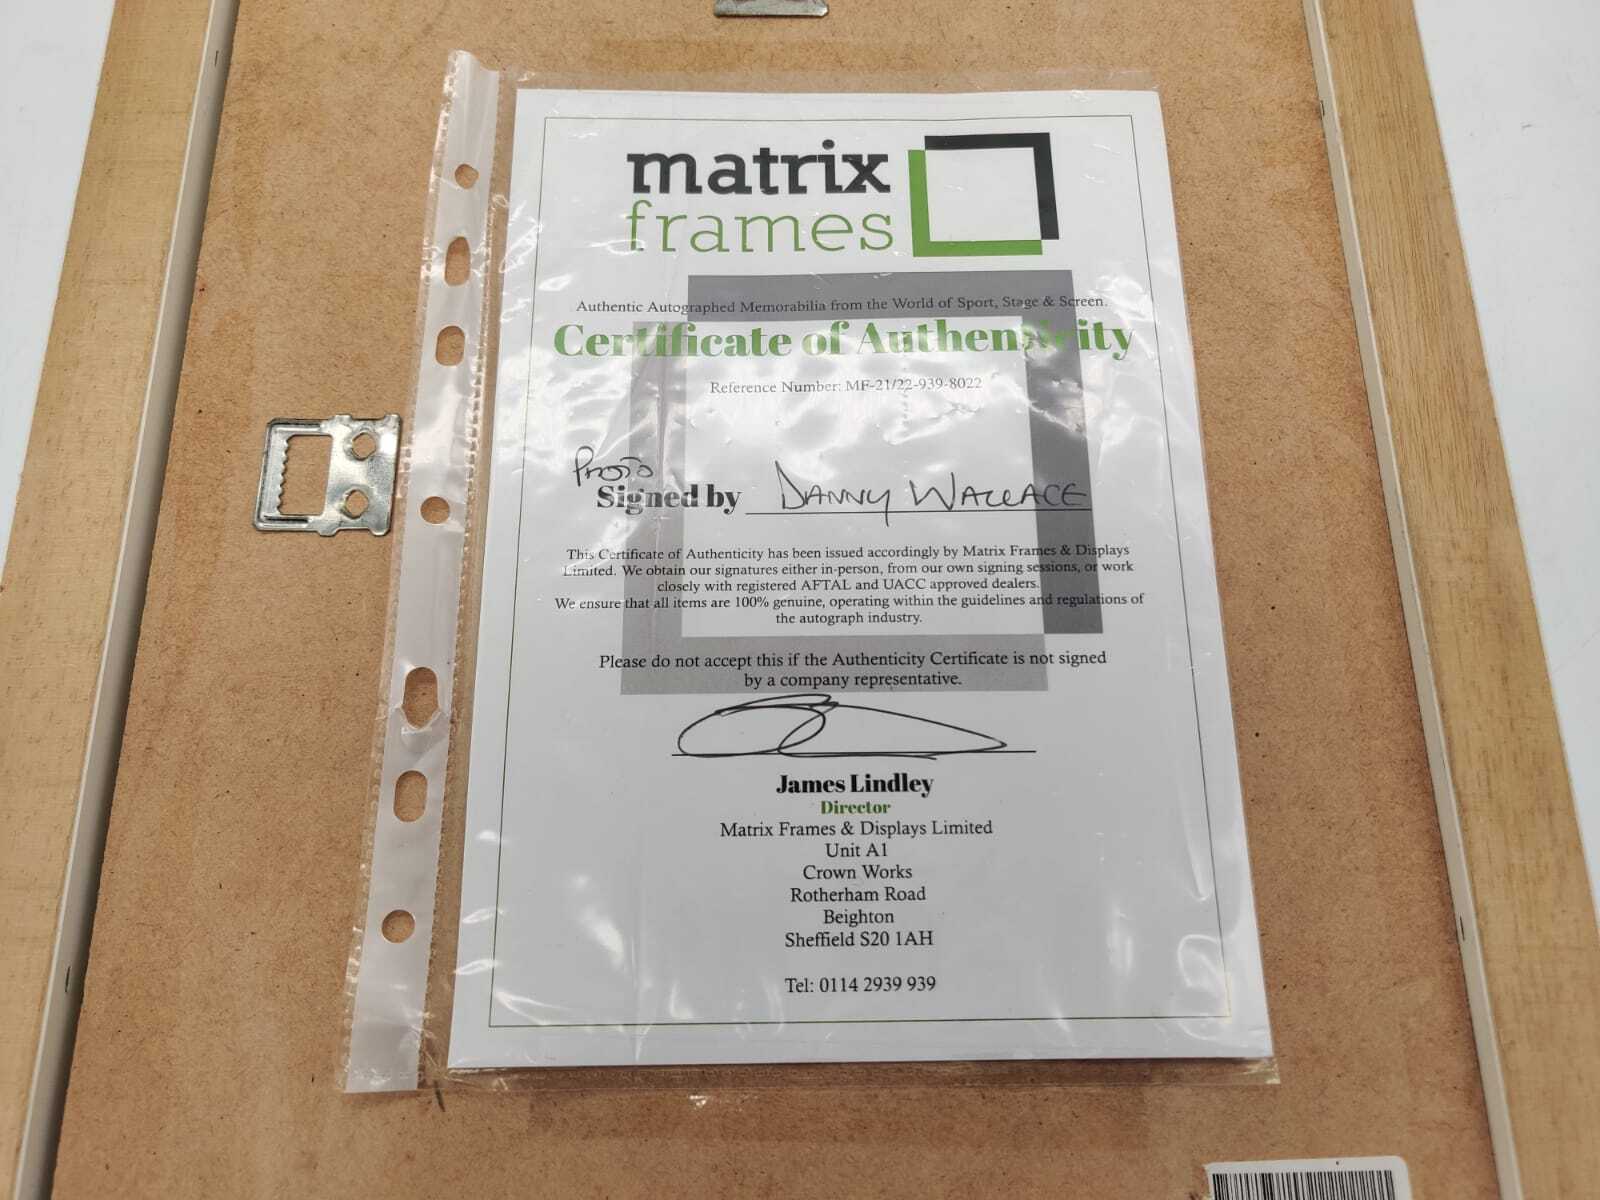 matrix
frames
Authentic Autographed Memorabilia from the World of Sport, Stage & Screen.
Certificate of Authenticity
Reference Number: MF-21/22-939-8022
Photo
Signed by DANNY WALLACE
This Certificate of Authenticity has been issued accordingly by Matrix Frames & Displays
Limited. We obtain our signatures either in-person, from our own signing sessions, or work
closely with registered AFTAL and UACC approved dealers.
We ensure that all items are 100% genuine, operating within the guidelines and regulations of
the autograph industry.
Please do not accept this if the Authenticity Certificate is not signed
by a company representative.
James Lindley
Director
Matrix Frames & Displays Limited
Unit A1
Crown Works
Rotherham Road
Beighton
Sheffield S20 1AH
Tel: 0114 2939 939